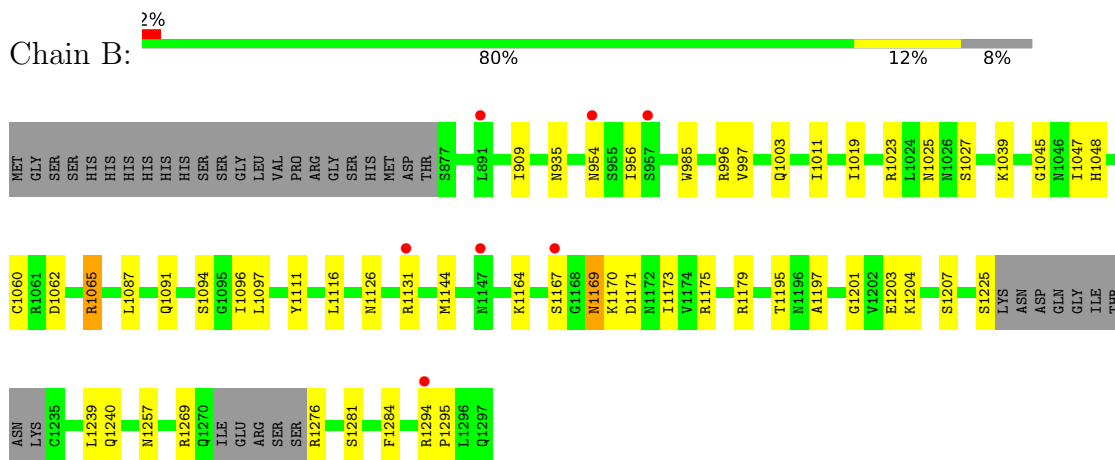 2%
Chain B:
80% 12% 8%
MET GLY SER SER HIS HIS HIS HIS HIS HIS SER SER GLY LEU VAL PRO ARG GLY SER HIS MET ASP THR S877 L891 I909 N935 N954 S955 I956 S957 W985 R996 V997 Q1003 I1011 I1019 R1023 L1024 N1025 N1026 S1027 K1039 G1045 N1046 I1047 H1048
C1060 R1061 D1062 R1065 L1087 Q1091 S1094 G1095 I1096 L1097 Y1111 L1116 N1126 R1131 M1144 N1147 K1164 S1167 G1168 N1169 K1170 D1171 N1172 I1173 V1174 R1175 R1179 T1195 N1196 A1197 G1201 V1202 E1203 K1204 S1207 S1225 LYS ASN ASP GLN GLY ILE THR
ASN LYS C1235 L1239 Q1240 N1257 R1269 Q1270 ILE GLU ARG SER SER R1276 S1281 F1284 R1294 P1295 L1296 Q1297